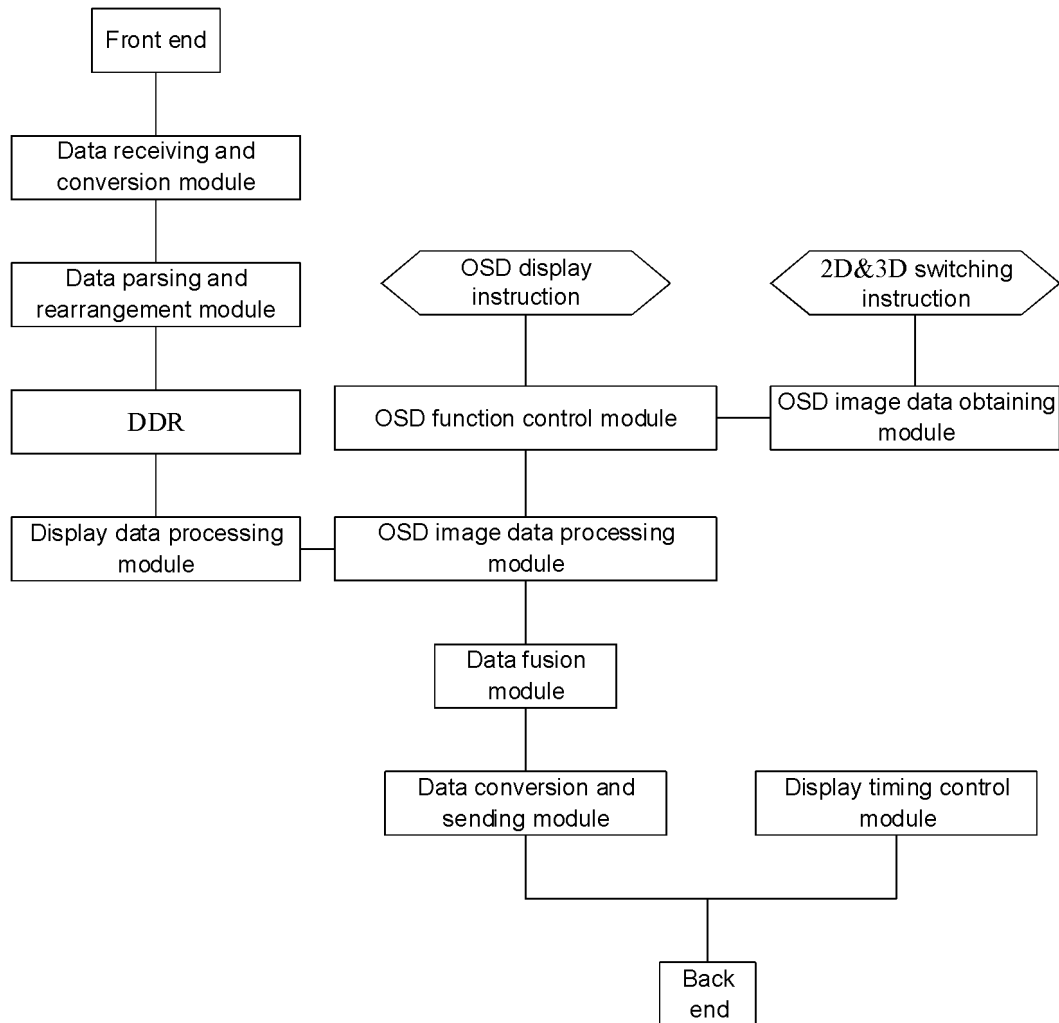 Front end
Data receiving and
conversion module
Data parsing and
rearrangement module
OSD display
instruction
2D&3D switching
instruction
DDR
OSD function control module
OSD image data obtaining
module
Display data processing
module
OSD image data processing
module
Data fusion
module
Data conversion and
sending module
Display timing control
module
Back
end